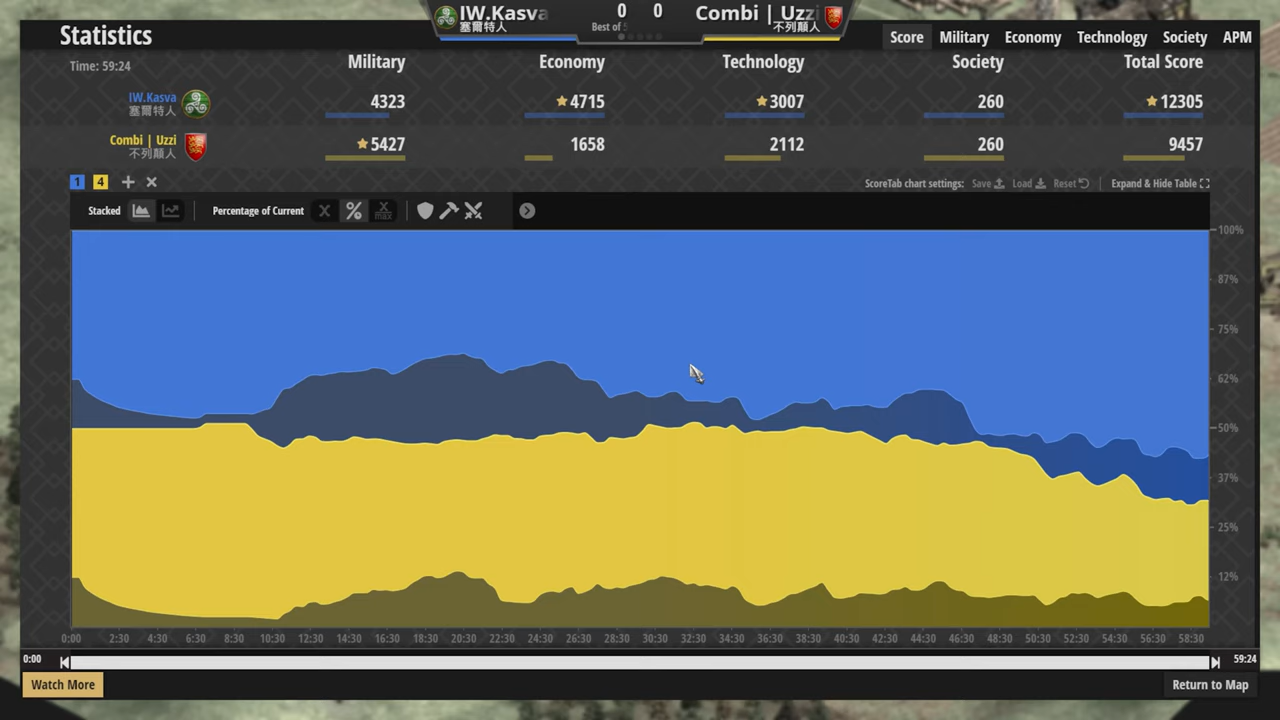 IW.Kasva
塞爾特人
0 0
Best of
Combi | Uzzi
不列顛人
Statistics
Score Military Economy Technology Society APM
Time: 59:24
Military Economy Technology Society Total Score
IW.Kasva
塞爾特人
4323 4715 3007 260 12305
Combi | Uzzi
不列顛人
5427 1658 2112 260 9457
1 4
ScoreTab chart settings: Save Load Reset Expand & Hide Table
Stacked Percentage of Current X % X max
100%
87%
75%
62%
50%
37%
25%
12%
0:00 2:30 4:30 6:30 8:30 10:30 12:30 14:30 16:30 18:30 20:30 22:30 24:30 26:30 28:30 30:30 32:30 34:30 36:30 38:30 40:30 42:30 44:30 46:30 48:30 50:30 52:30 54:30 56:30 58:30
0:00 59:24
Watch More Return to Map